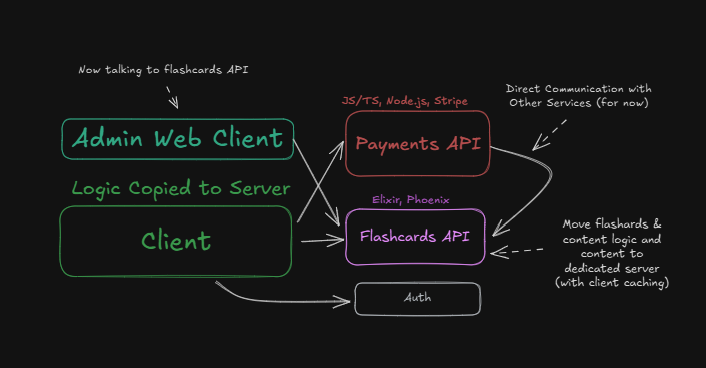 Now talking to flashcards API
JS/TS, Node.js, Stripe
Direct Communication with
Other Services (for now)
Admin Web Client
Payments API
Logic Copied to Server
Elixir, Phoenix
Client
Flashcards API
Move flashards &
content logic and
content to
dedicated server
(with client caching)
Auth